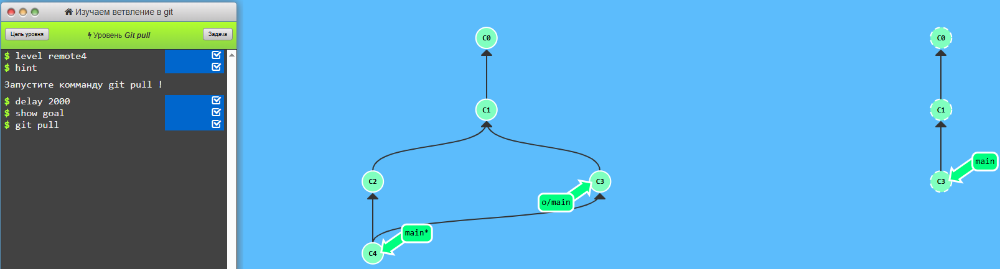 Изучаем ветвление в git
Цель уровня
Уровень Git pull
Задача
$ level remote4
$ hint
Запустите комманду git pull !
$ delay 2000
$ show goal
$ git pull
C0
C1
C2
C3
o/main
main*
C4
C0
C1
main
C3